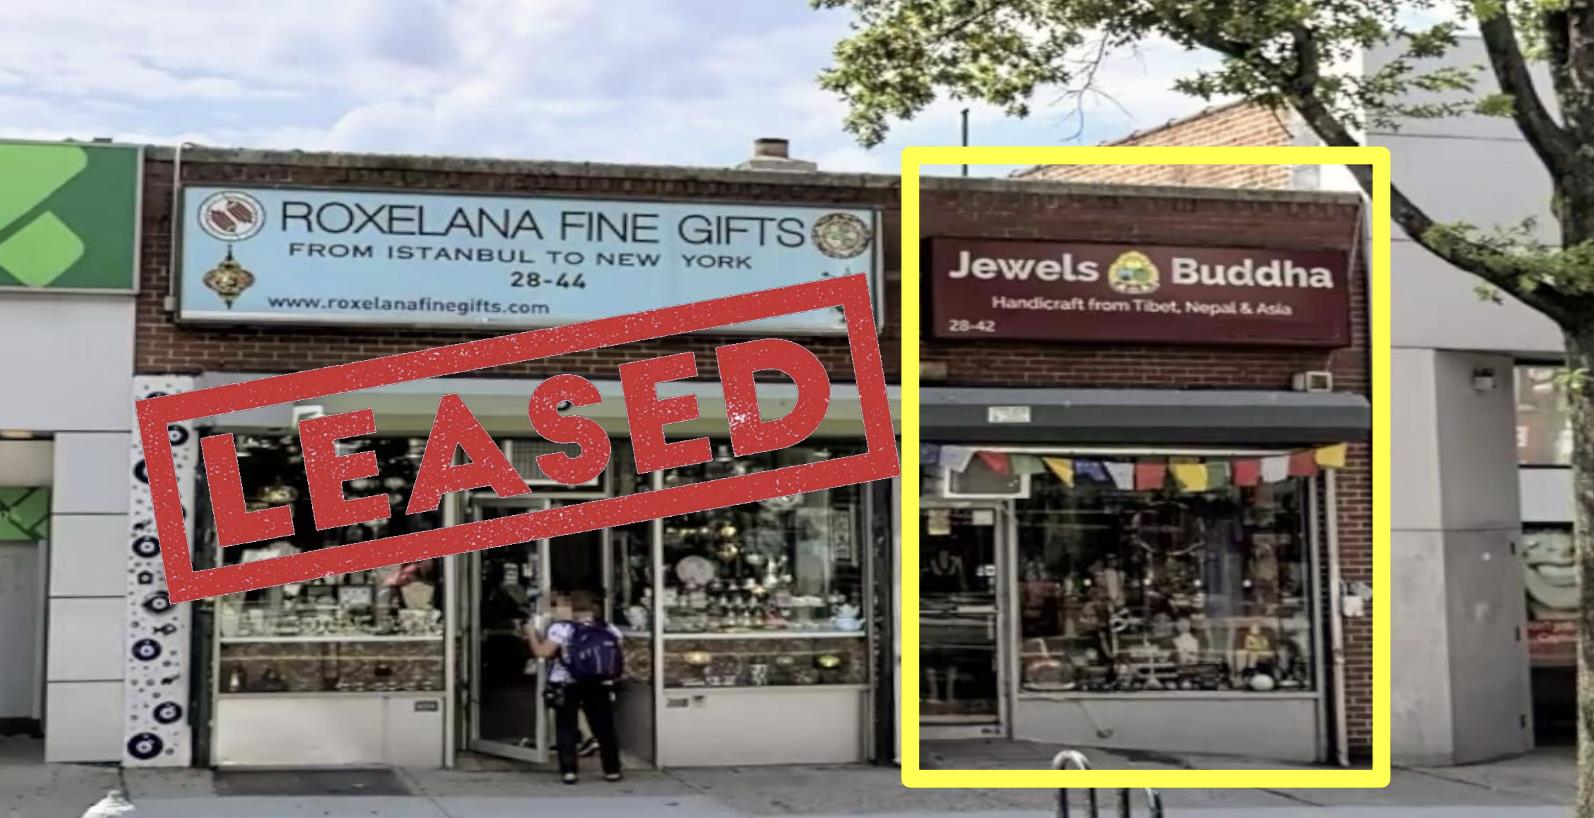 ROXELANA FINE GIFTS
FROM ISTANBUL TO NEW YORK
28-44
www.roxelanafinegifts.com
LEASED
Jewels Buddha
Handicraft from Tibet, Nepal & Asia
28-42